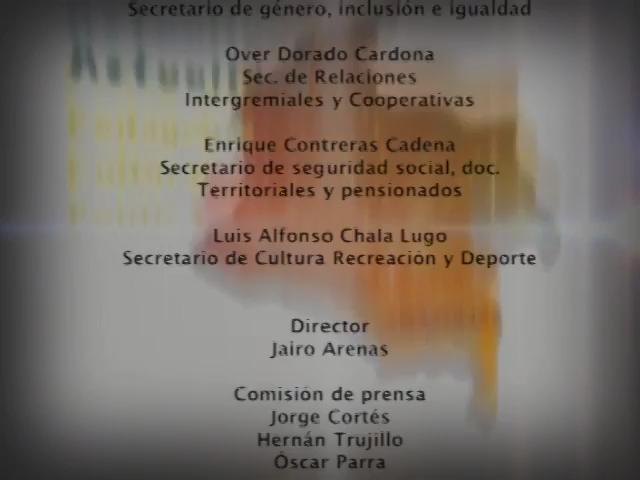 Secretario de género, inclusión e igualdad
Over Dorado Cardona
Sec. de Relaciones
Intergremiales y Cooperativas
Enrique Contreras Cadena
Secretario de seguridad social, doc.
Territoriales y pensionados
Luis Alfonso Chala Lugo
Secretario de Cultura Recreación y Deporte
Director
Jairo Arenas
Comisión de prensa
Jorge Cortés
Hernán Trujillo
Óscar Parra